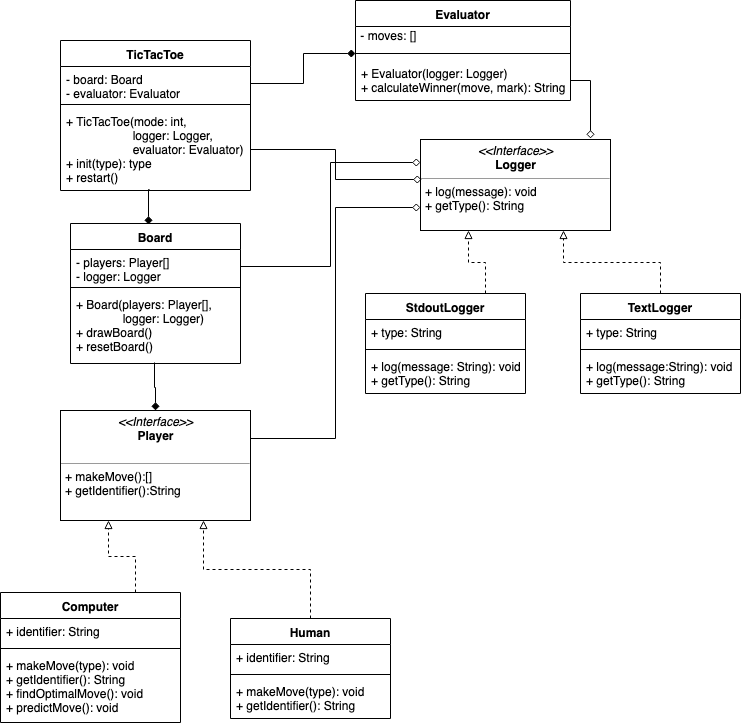 Evaluator
- moves: []
+ Evaluator(logger: Logger)
+ calculateWinner(move, mark): String
TicTacToe
- board: Board
- evaluator: Evaluator
+ TicTacToe(mode: int,
logger: Logger,
evaluator: Evaluator)
+ init(type): type
+ restart()
<<Interface>>
Logger
+ log(message): void
+ getType(): String
Board
- players: Player[]
- logger: Logger
+ Board(players: Player[],
logger: Logger)
+ drawBoard()
+ resetBoard()
StdoutLogger
+ type: String
+ log(message: String): void
+ getType(): String
TextLogger
+ type: String
+ log(message:String): void
+ getType(): String
<<Interface>>
Player
+ makeMove():[]
+ getIdentifier():String
Computer
+ identifier: String
+ makeMove(type): void
+ getIdentifier(): String
+ findOptimalMove(): void
+ predictMove(): void
Human
+ identifier: String
+ makeMove(type): void
+ getIdentifier(): String